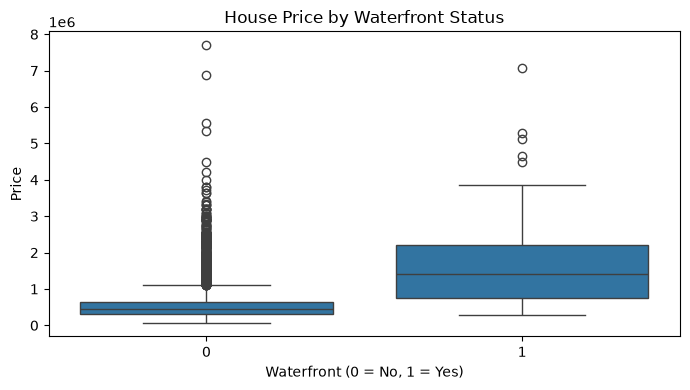 House Price by Waterfront Status
1e6
8
7
6
5
4
3
2
1
0
Price
0 1
Waterfront (0 = No, 1 = Yes)